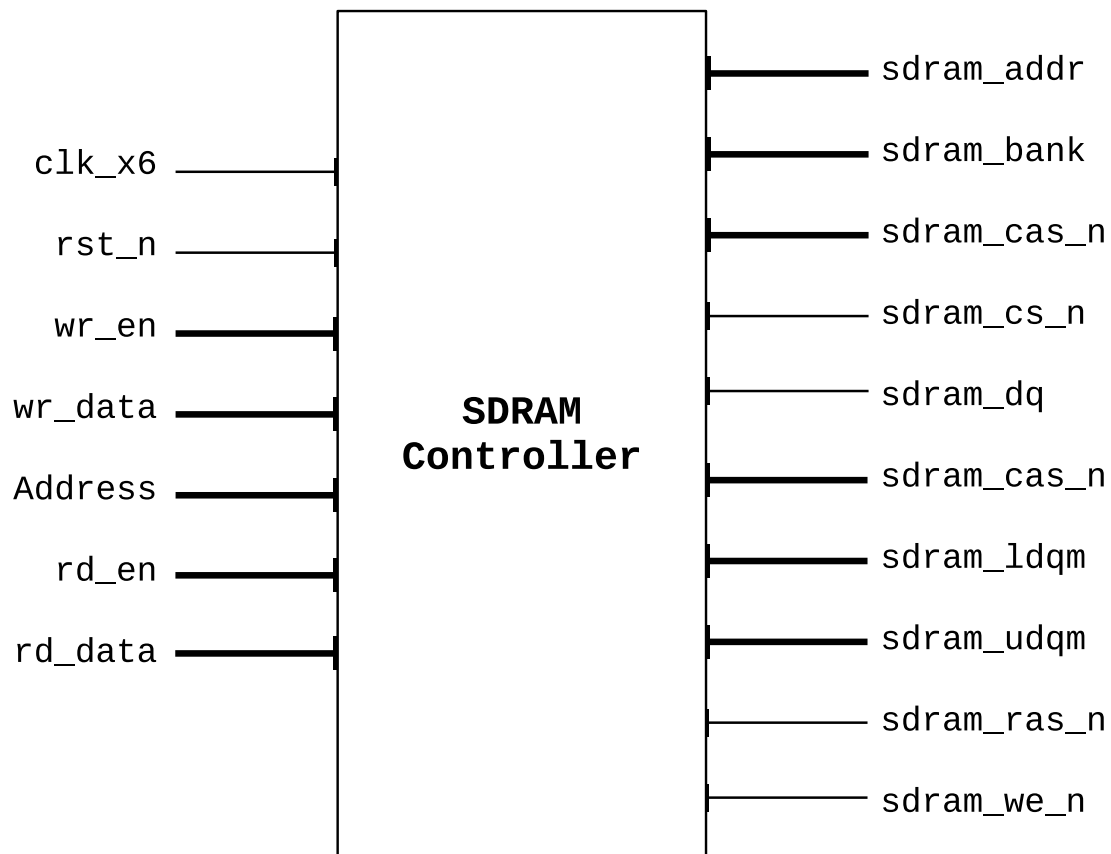 clk_x6
rst_n
wr_en
wr_data
Address
rd_en
rd_data
SDRAM
Controller
sdram_addr
sdram_bank
sdram_cas_n
sdram_cs_n
sdram_dq
sdram_cas_n
sdram_ldqm
sdram_udqm
sdram_ras_n
sdram_we_n